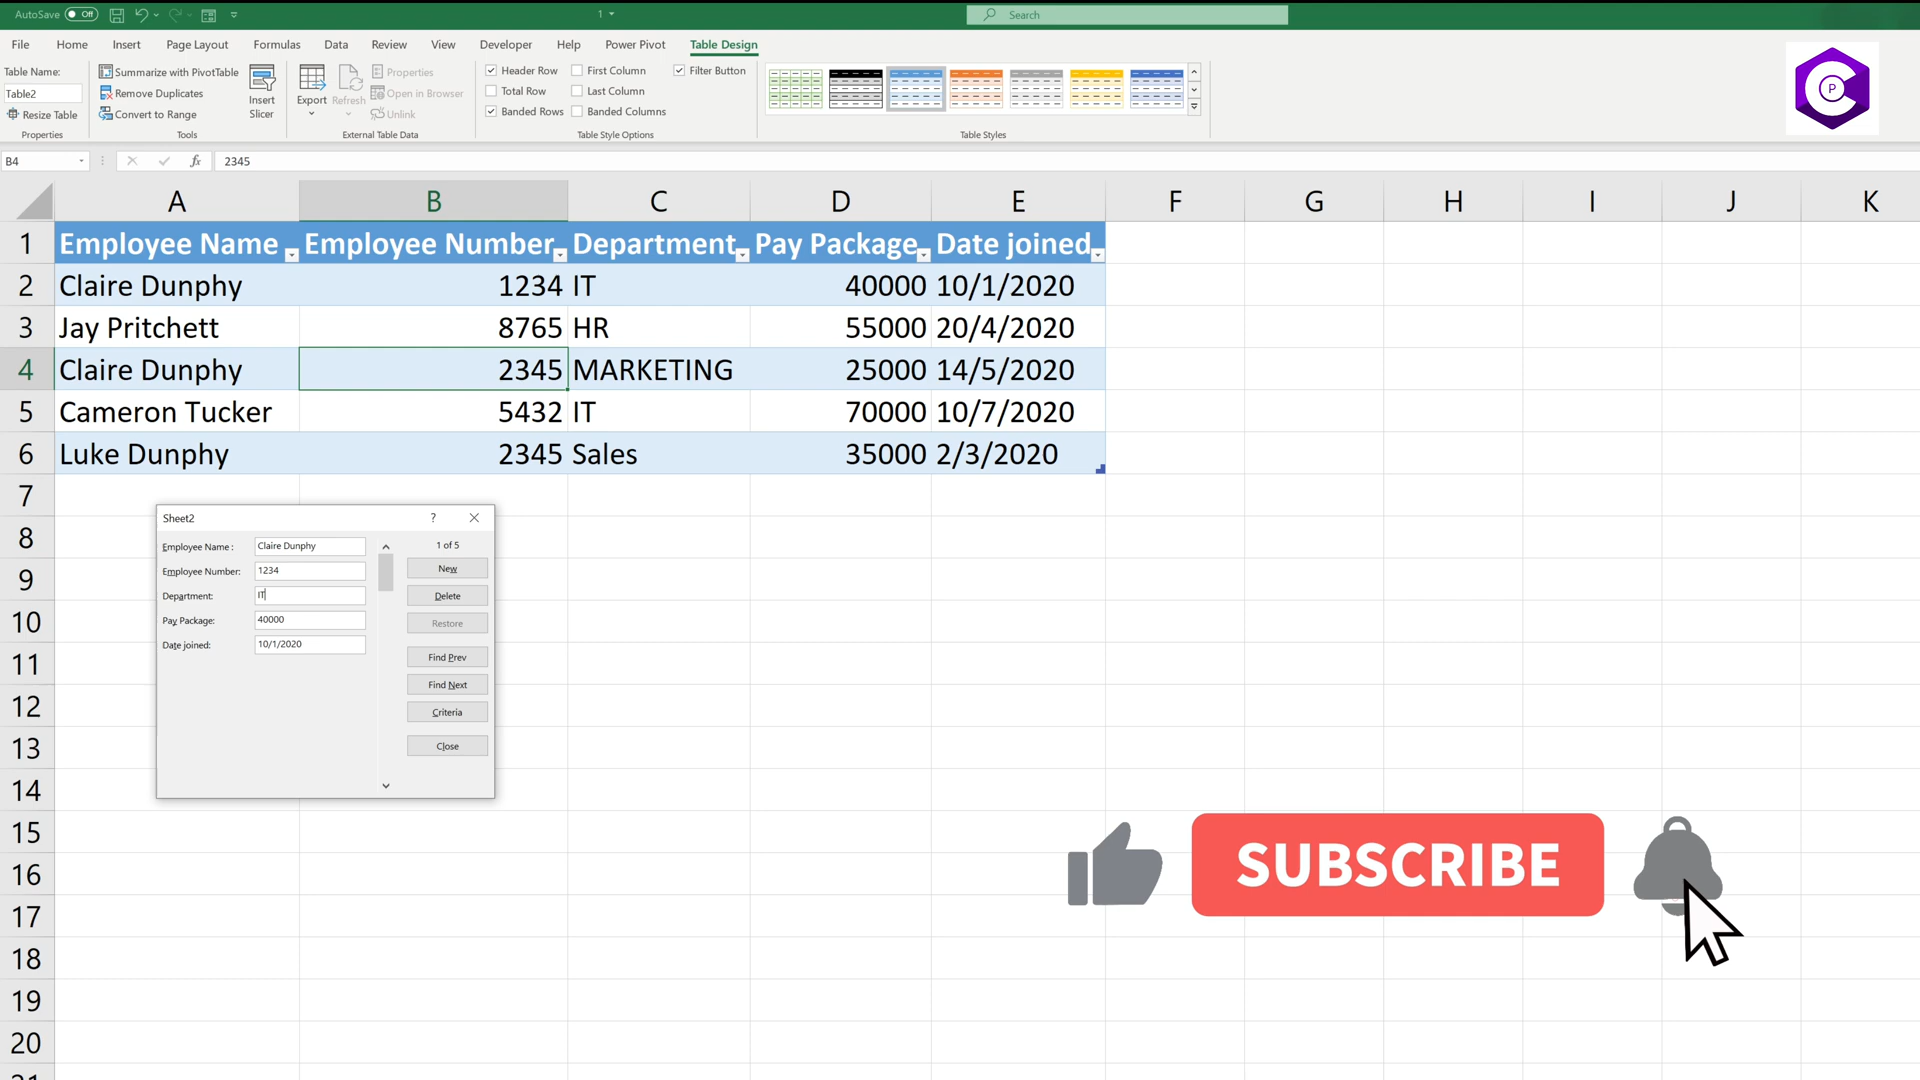 AutoSave Off 1 Search
File Home Insert Page Layout Formulas Data Review View Developer Help Power Pivot Table Design
Table Name:
Table2
Resize Table
Properties
Summarize with PivotTable
Remove Duplicates
Convert to Range
Tools
Insert
Slicer
Export
Refresh
Properties
Open in Browser
Unlink
External Table Data
Header Row First Column Filter Button
Total Row Last Column
Banded Rows Banded Columns
Table Style Options
Table Styles
C P
B4 fx 2345
A B C D E F G H I J K
1 Employee Name Employee Number Department Pay Package Date joined
2 Claire Dunphy 1234 IT 40000 10/1/2020
3 Jay Pritchett 8765 HR 55000 20/4/2020
4 Claire Dunphy 2345 MARKETING 25000 14/5/2020
5 Cameron Tucker 5432 IT 70000 10/7/2020
6 Luke Dunphy 2345 Sales 35000 2/3/2020
7
8
9
10
11
12
13
14
15
16
17
18
19
20
21
Sheet2 ?
Employee Name : Claire Dunphy 1 of 5
Employee Number: 1234 New
Department: IT Delete
Pay Package: 40000 Restore
Date joined: 10/1/2020
Find Prev
Find Next
Criteria
Close
SUBSCRIBE